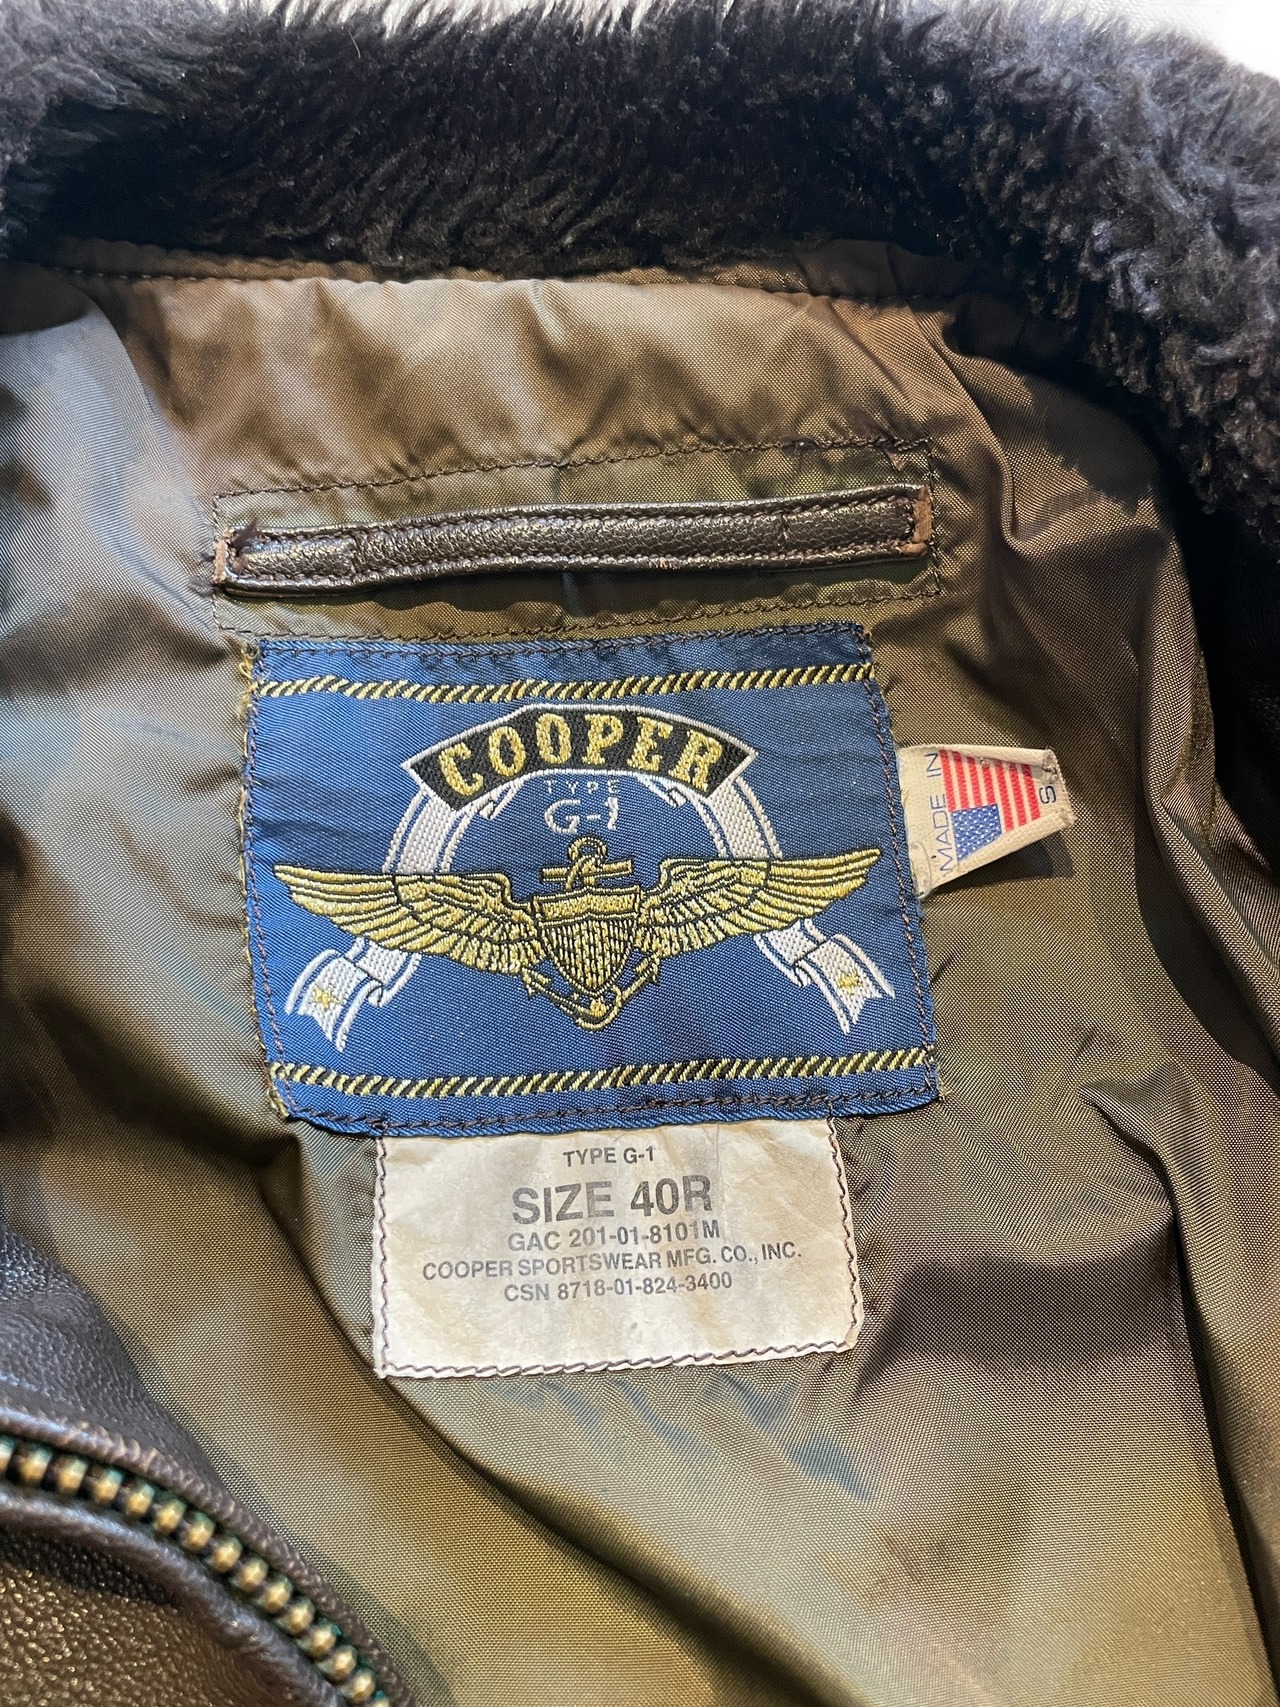 COOPER
TYPE
G-1
MADE IN
TYPE G-1
SIZE 40R
GAC 201-01-8101M
COOPER SPORTSWEAR MFG. CO., INC.
CSN 8718-01-824-3400